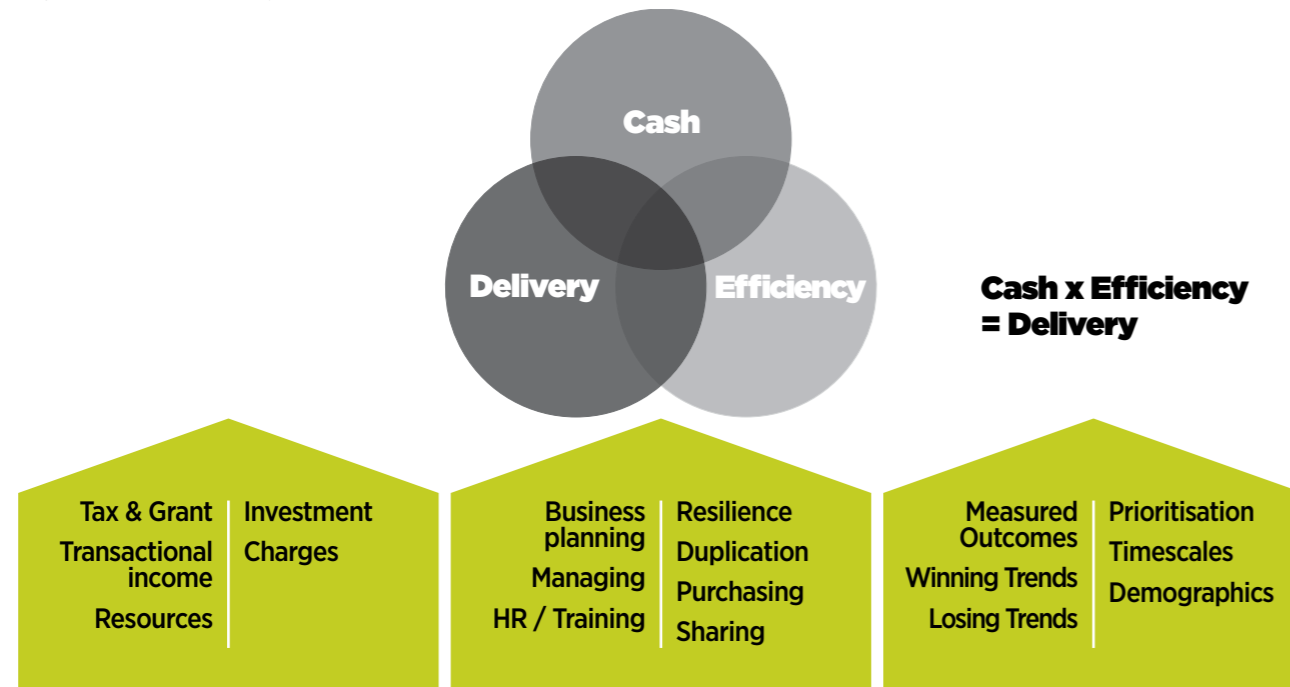 Cash
Delivery
Efficiency
Cash x Efficiency
= Delivery
Tax & Grant
Transactional
income
Resources
Investment
Charges
Business
planning
Managing
HR / Training
Resilience
Duplication
Purchasing
Sharing
Measured
Outcomes
Winning Trends
Losing Trends
Prioritisation
Timescales
Demographics